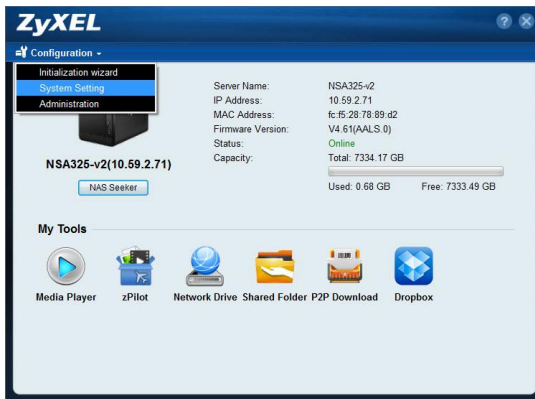 ZyXEL
Configuration
Initialization wizard
System Setting
Administration
NSA325-v2(10.59.2.71)
NAS Seeker
Server Name: NSA325-v2
IP Address: 10.59.2.71
MAC Address: fc:f5:28:78:89:d2
Firmware Version: V4.61(AALS.0)
Status: Online
Capacity: Total: 7334.17 GB
Used: 0.68 GB Free: 7333.49 GB
My Tools
Media Player zPilot Network Drive Shared Folder P2P Download Dropbox